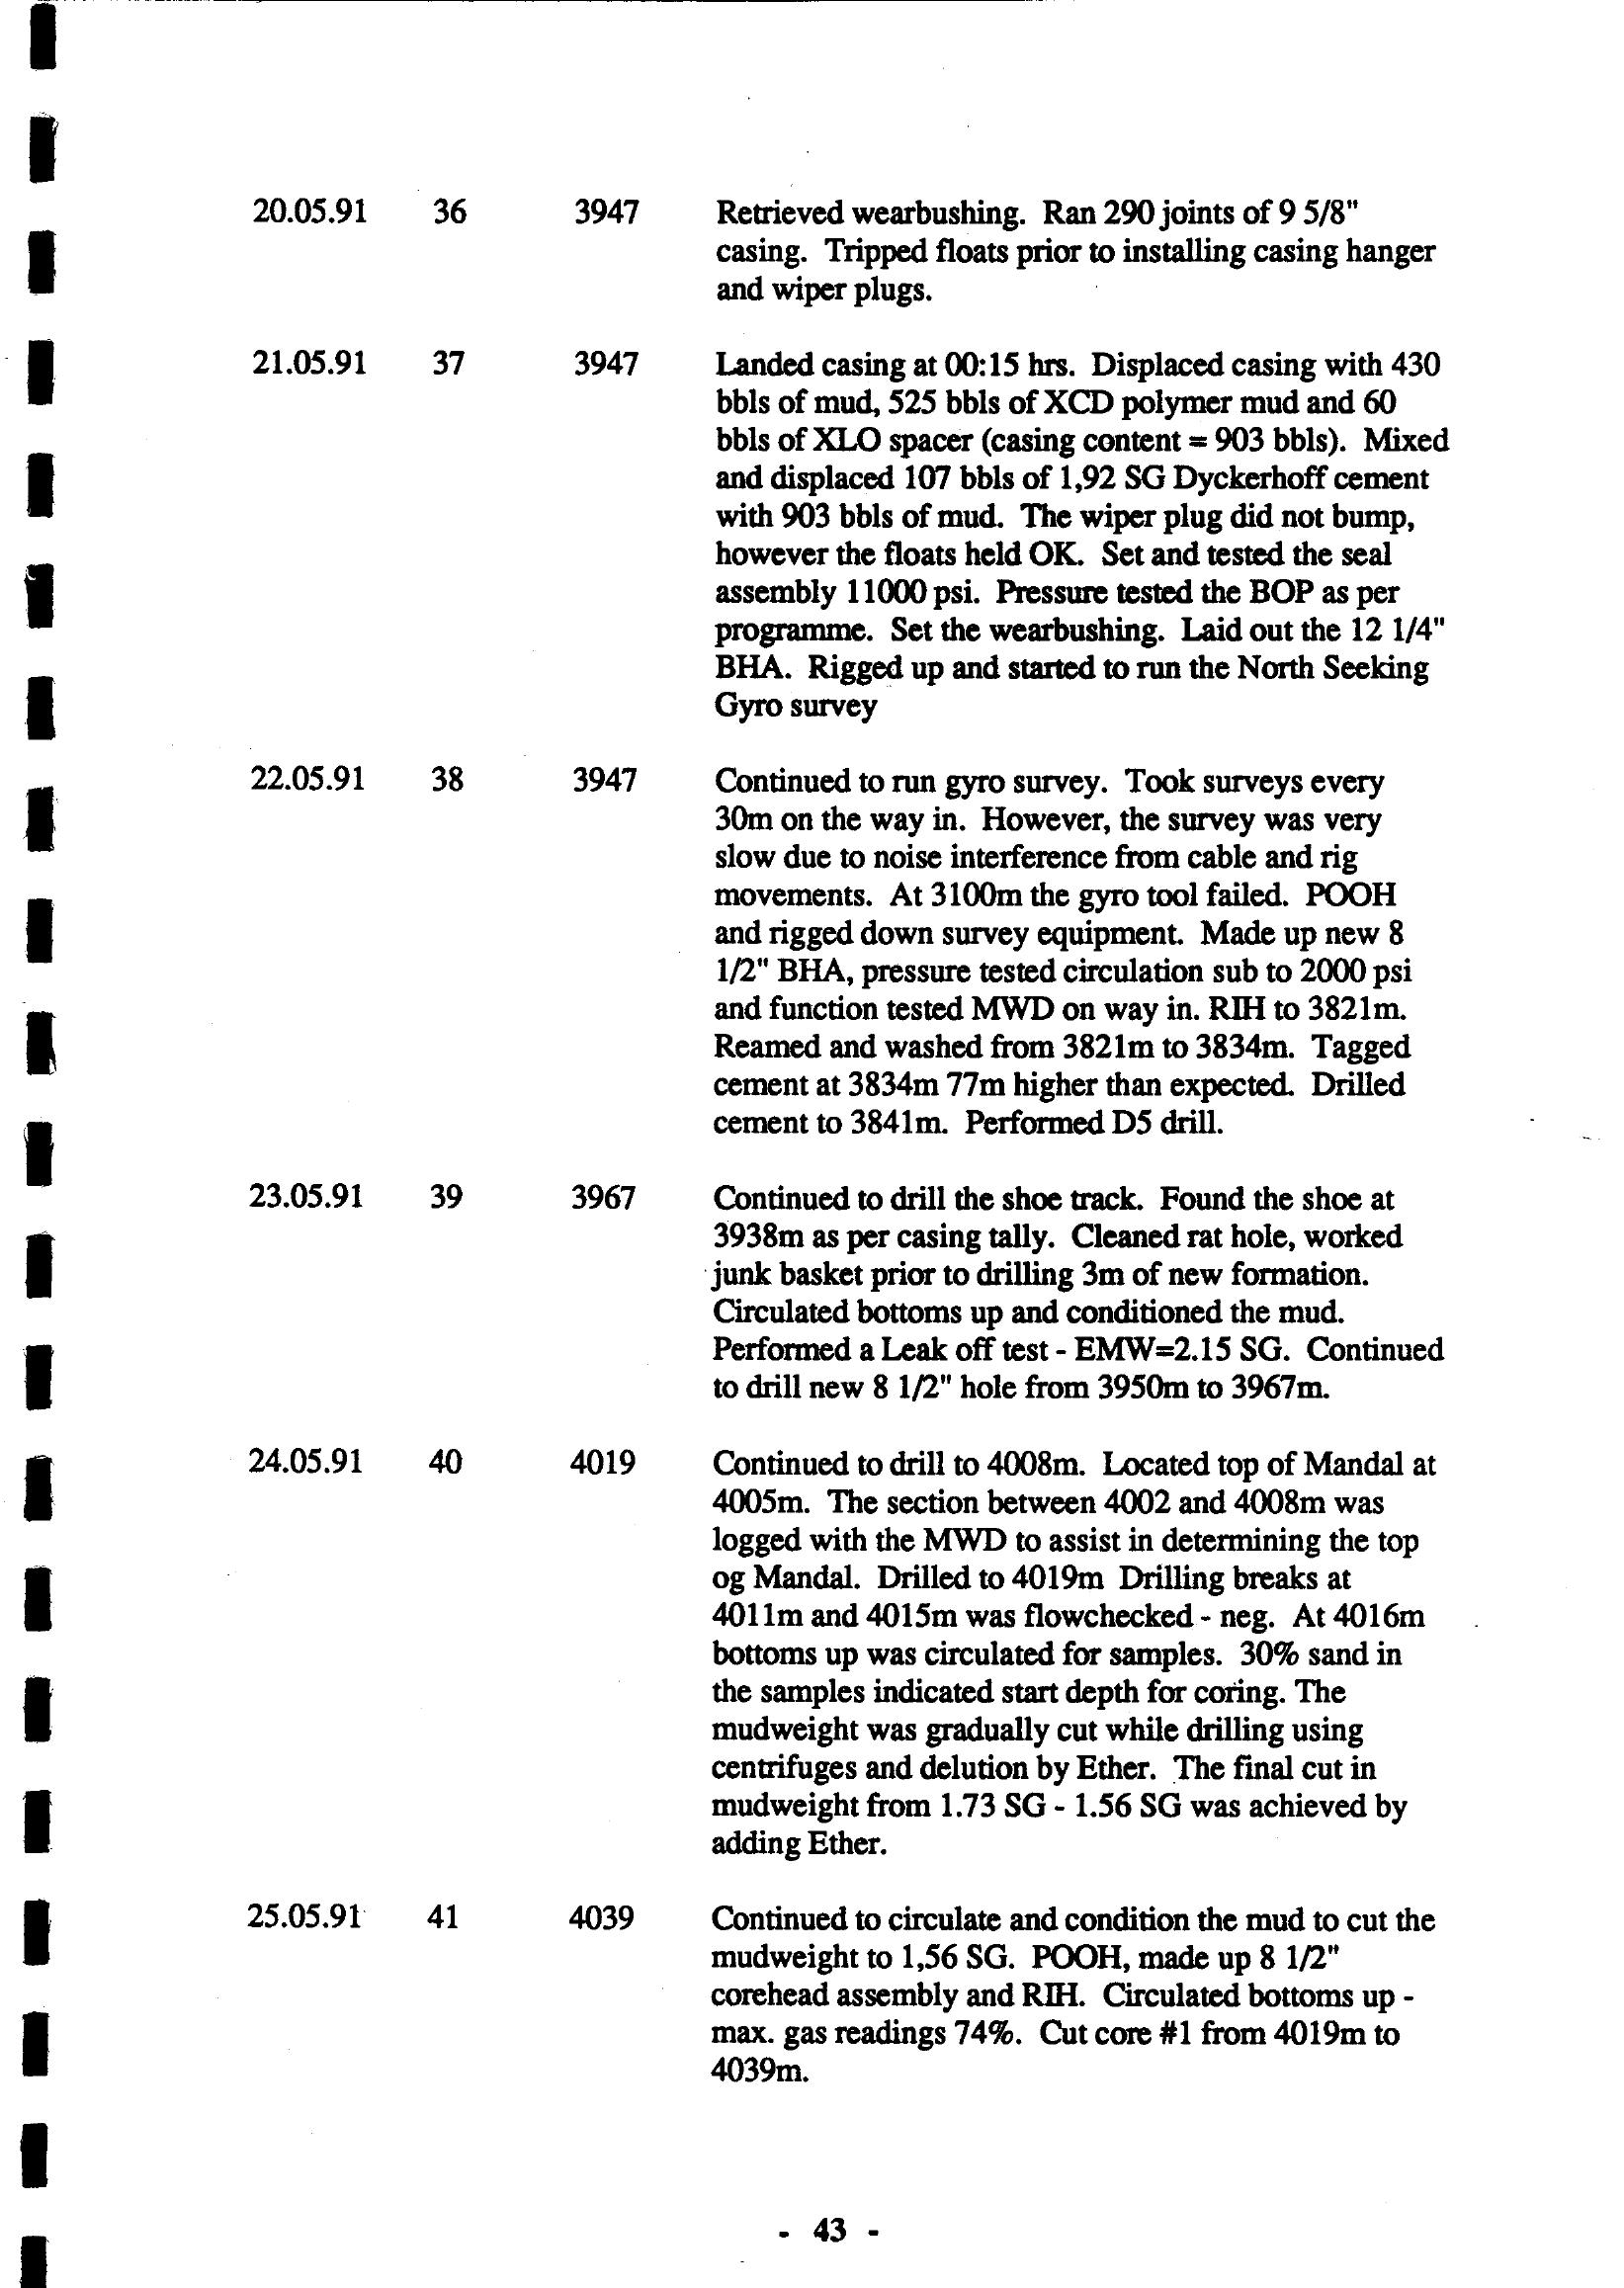 20.05.91 36 3947 Retrieved wearbushing. Ran 290 joints of 9 5/8"
casing. Tripped floats prior to installing casing hanger
and wiper plugs.
21.05.91 37 3947 Landed casing at 00:15 hrs. Displaced casing with 430
bbls of mud, 525 bbls of XCD polymer mud and 60
bbls of XLO spacer (casing content = 903 bbls). Mixed
and displaced 107 bbls of 1,92 SG Dyckerhoff cement
with 903 bbls of mud. The wiper plug did not bump,
however the floats held OK. Set and tested the seal
assembly 11000 psi. Pressure tested the BOP as per
programme. Set the wearbushing. Laid out the 12 1/4"
BHA. Rigged up and started to run the North Seeking
Gyro survey
22.05.91 38 3947 Continued to run gyro survey. Took surveys every
30m on the way in. However, the survey was very
slow due to noise interference from cable and rig
movements. At 3100m the gyro tool failed. POOH
and rigged down survey equipment. Made up new 8
1/2" BHA, pressure tested circulation sub to 2000 psi
and function tested MWD on way in. RIH to 3821m.
Reamed and washed from 3821m to 3834m. Tagged
cement at 3834m 77m higher than expected. Drilled
cement to 3841m. Performed D5 drill.
23.05.91 39 3967 Continued to drill the shoe track. Found the shoe at
3938m as per casing tally. Cleaned rat hole, worked
junk basket prior to drilling 3m of new formation.
Circulated bottoms up and conditioned the mud.
Performed a Leak off test - EMW=2.15 SG. Continued
to drill new 8 1/2" hole from 3950m to 3967m.
24.05.91 40 4019 Continued to drill to 4008m. Located top of Mandal at
4005m. The section between 4002 and 4008m was
logged with the MWD to assist in determining the top
og Mandal. Drilled to 4019m Drilling breaks at
4011m and 4015m was flowchecked - neg. At 4016m
bottoms up was circulated for samples. 30% sand in
the samples indicated start depth for coring. The
mudweight was gradually cut while drilling using
centrifuges and delution by Ether. The final cut in
mudweight from 1.73 SG - 1.56 SG was achieved by
adding Ether.
25.05.91 41 4039 Continued to circulate and condition the mud to cut the
mudweight to 1,56 SG. POOH, made up 8 1/2"
corehead assembly and RIH. Circulated bottoms up -
max. gas readings 74%. Cut core #1 from 4019m to
4039m.
- 43 -